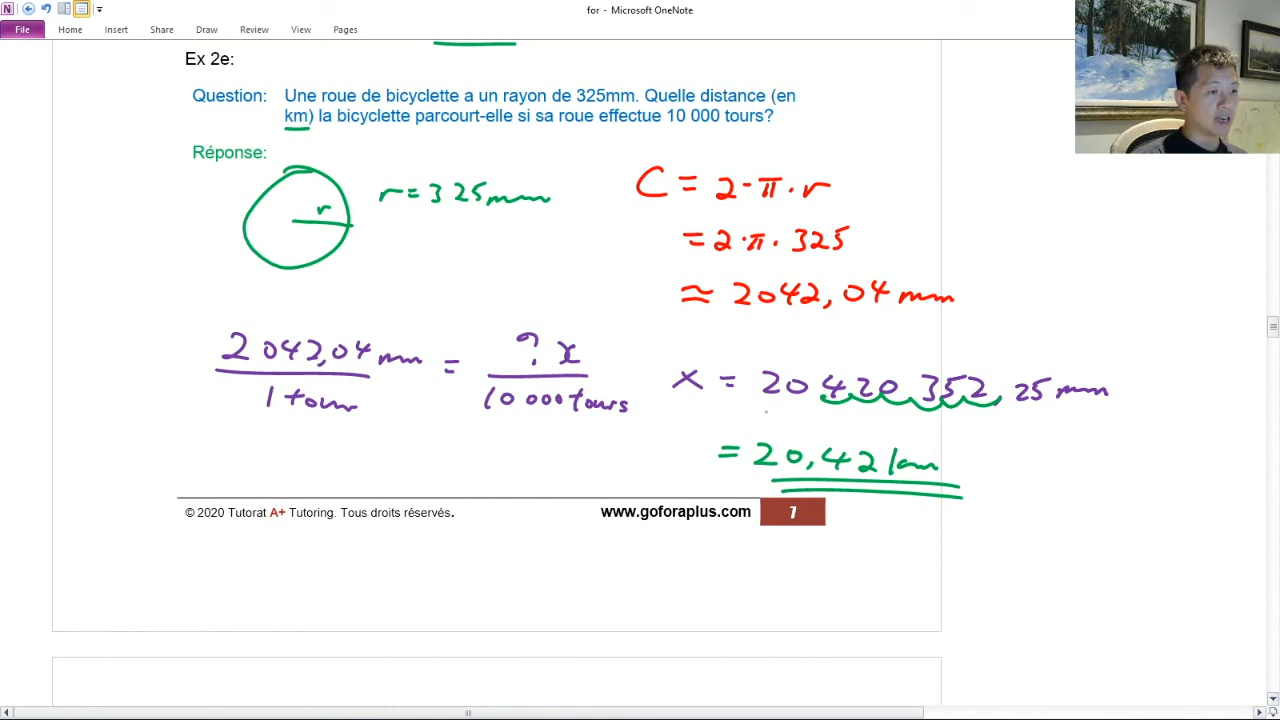 for - Microsoft OneNote
File Home Insert Share Draw Review View Pages
Ex 2e:
Question: Une roue de bicyclette a un rayon de 325mm. Quelle distance (en
km) la bicyclette parcourt-elle si sa roue effectue 10 000 tours?
Réponse:
r
r = 325mm
C = 2 · π · r
= 2 · π · 325
≈ 2042,04 mm
2 042,04 mm / 1 tour = ? x / 10 000 tours
x = 20 420 352,25 mm
= 20,42 km
© 2020 Tutorat A+ Tutoring. Tous droits réservés.
www.goforaplus.com
7